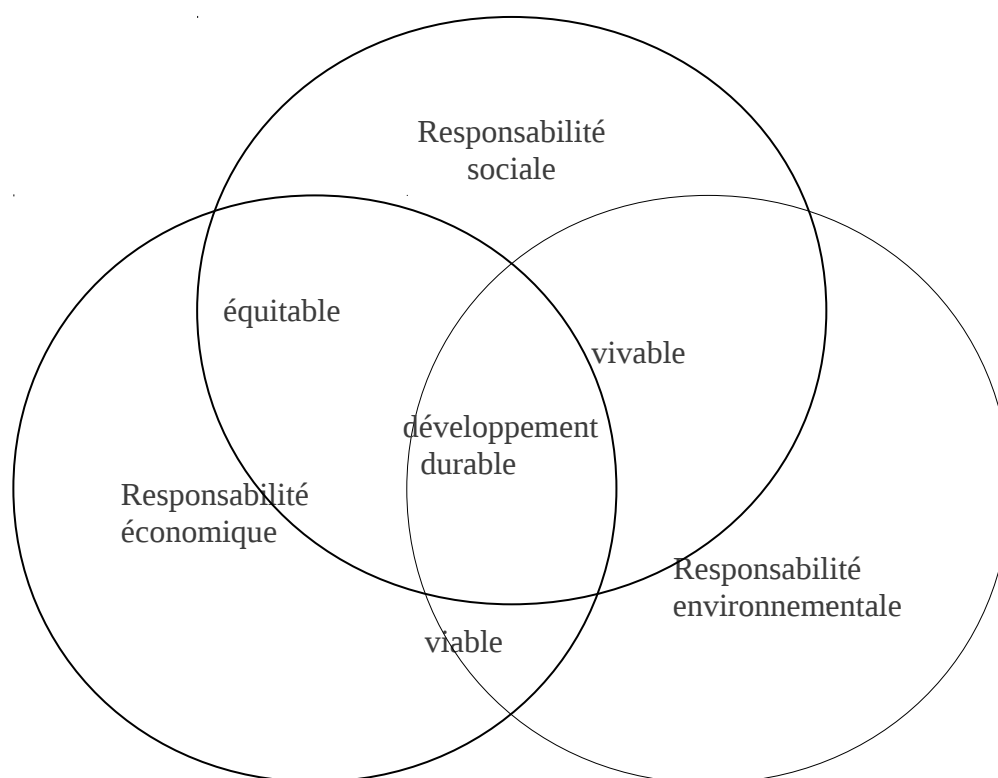 Responsabilité
sociale
équitable
vivable
développement
durable
Responsabilité
économique
Responsabilité
environnementale
viable